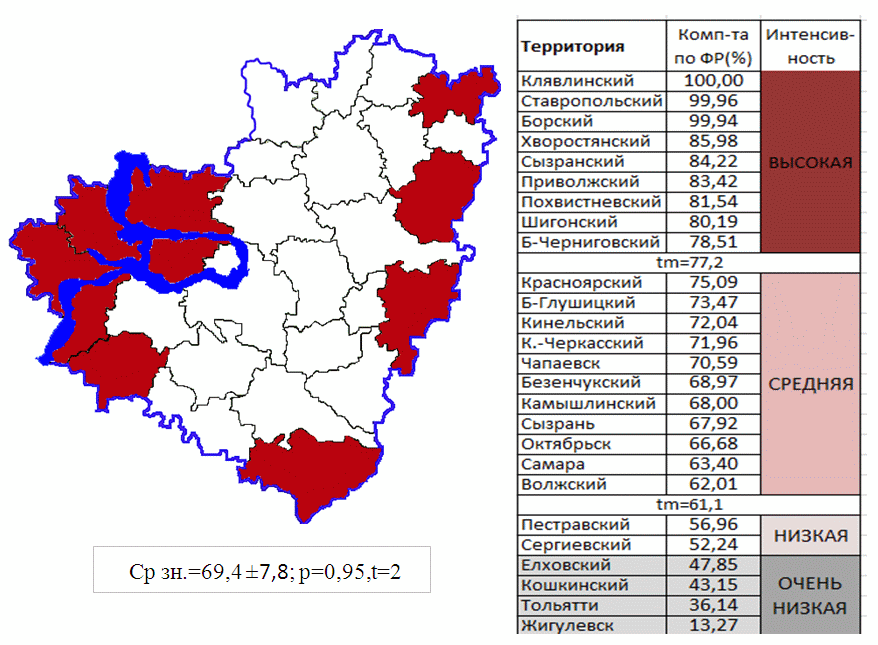 Территория Комп-та по ФР(%) Интенсив-ность
Клявлинский 100,00
Ставропольский 99,96
Борский 99,94
Хворостянский 85,98
Сызранский 84,22
ВЫСОКАЯ
Приволжский 83,42
Похвистневский 81,54
Шигонский 80,19
Б-Черниговский 78,51
tm=77,2
Красноярский 75,09
Б-Глушицкий 73,47
Кинельский 72,04
К.-Черкасский 71,96
Чапаевск 70,59
Безенчукский 68,97
СРЕДНЯЯ
Камышлинский 68,00
Сызрань 67,92
Октябрьск 66,68
Самара 63,40
Волжский 62,01
tm=61,1
Пестравский 56,96
НИЗКАЯ
Сергиевский 52,24
Елховский 47,85
Кошкинский 43,15
ОЧЕНЬ
НИЗКАЯ
Тольятти 36,14
Жигулевск 13,27
Ср зн.=69,4±7,8; p=0,95,t=2